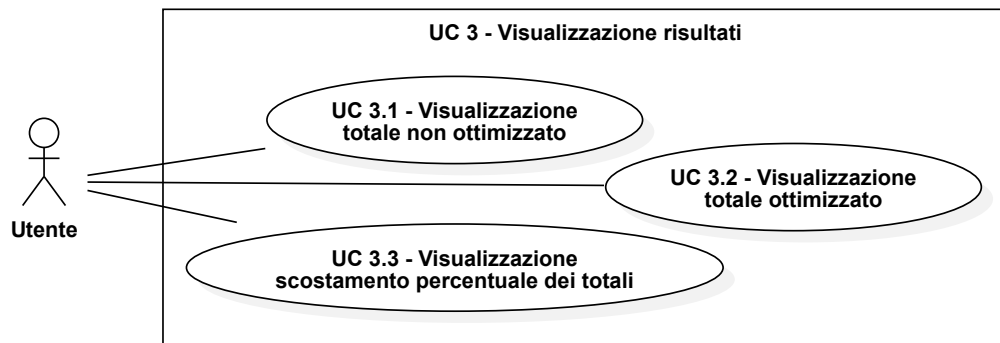 UC 3 - Visualizzazione risultati
UC 3.1 - Visualizzazione
totale non ottimizzato
UC 3.2 - Visualizzazione
totale ottimizzato
Utente
UC 3.3 - Visualizzazione
scostamento percentuale dei totali